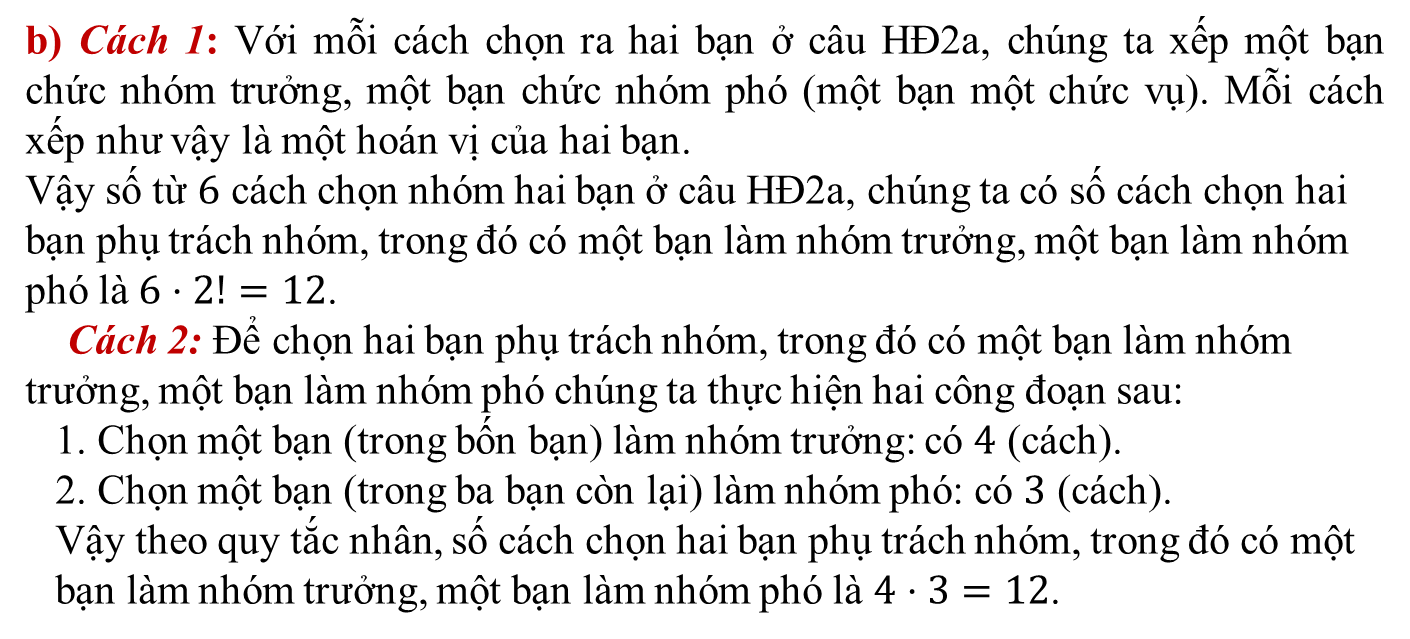 b) Cách 1: Với mỗi cách chọn ra hai bạn ở câu HĐ2a, chúng ta xếp một bạn
chức nhóm trưởng, một bạn chức nhóm phó (một bạn một chức vụ). Mỗi cách
xếp như vậy là một hoán vị của hai bạn.
Vậy số từ 6 cách chọn nhóm hai bạn ở câu HĐ2a, chúng ta có số cách chọn hai
bạn phụ trách nhóm, trong đó có một bạn làm nhóm trưởng, một bạn làm nhóm
phó là 6 · 2! = 12.
Cách 2: Để chọn hai bạn phụ trách nhóm, trong đó có một bạn làm nhóm
trưởng, một bạn làm nhóm phó chúng ta thực hiện hai công đoạn sau:
1. Chọn một bạn (trong bốn bạn) làm nhóm trưởng: có 4 (cách).
2. Chọn một bạn (trong ba bạn còn lại) làm nhóm phó: có 3 (cách).
Vậy theo quy tắc nhân, số cách chọn hai bạn phụ trách nhóm, trong đó có một
bạn làm nhóm trưởng, một bạn làm nhóm phó là 4 · 3 = 12.